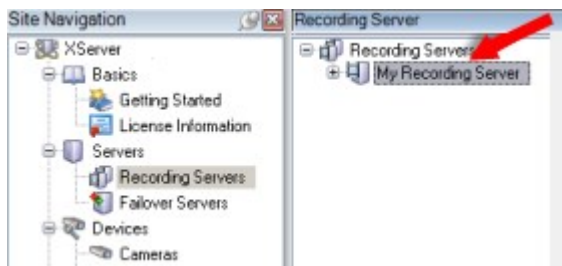 Site Navigation
XServer
Basics
Getting Started
License Information
Servers
Recording Servers
Failover Servers
Devices
Cameras
Recording Server
Recording Servers
My Recording Server